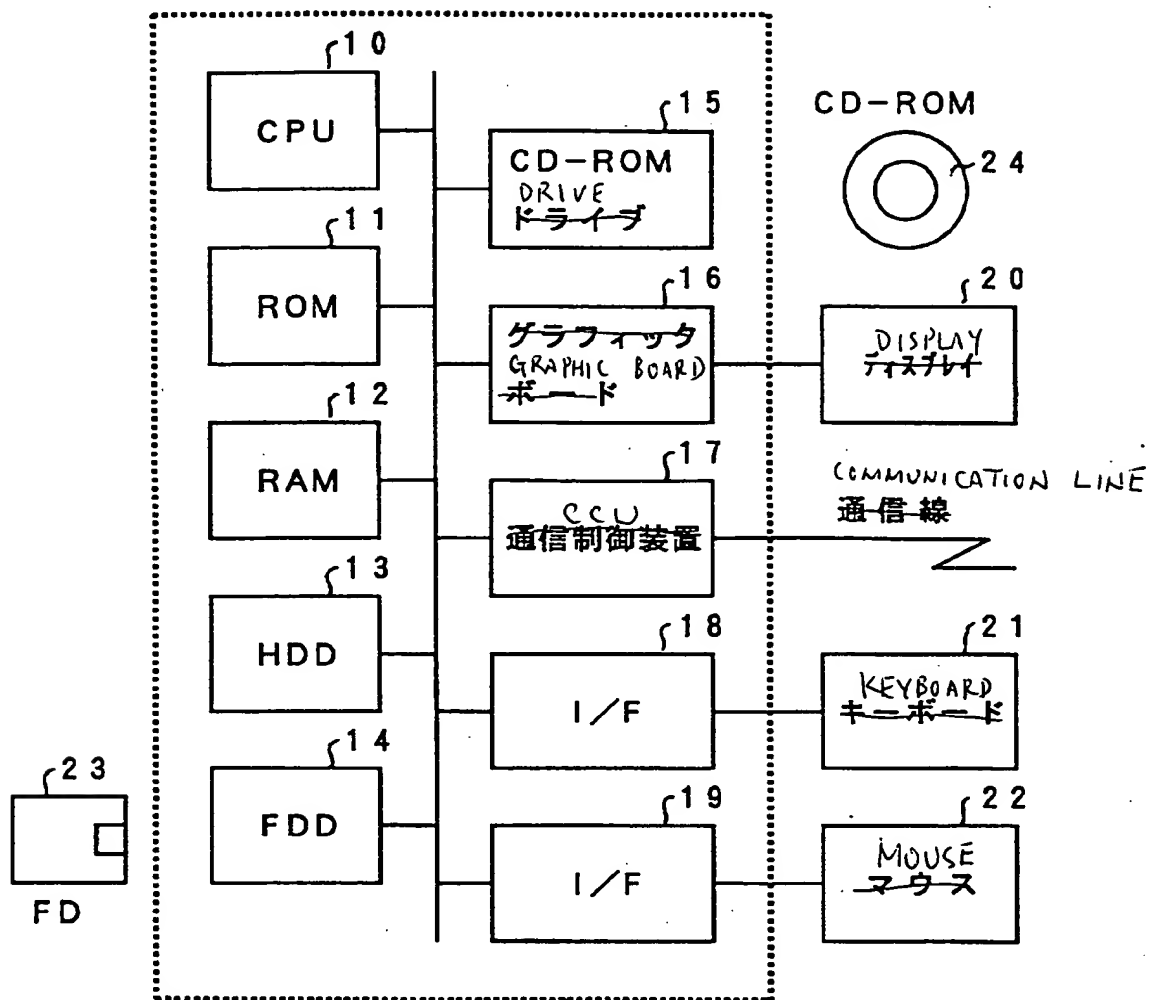 10
CPU
11
ROM
12
RAM
13
HDD
14
FDD
23
FD
15
CD-ROM
DRIVE
ドライブ
16
グラフィック
GRAPHIC BOARD
ボード
17
CCU
通信制御装置
18
I/F
19
I/F
CD-ROM
24
20
DISPLAY
ディスプレイ
COMMUNICATION LINE
通信線
21
KEYBOARD
キーボード
22
MOUSE
マウス